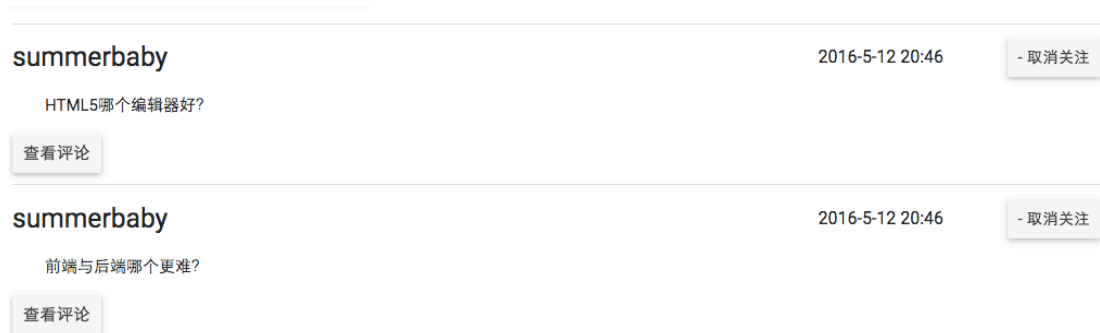 summerbaby 2016-5-12 20:46 - 取消关注
HTML5哪个编辑器好?
查看评论
summerbaby 2016-5-12 20:46 - 取消关注
前端与后端哪个更难?
查看评论